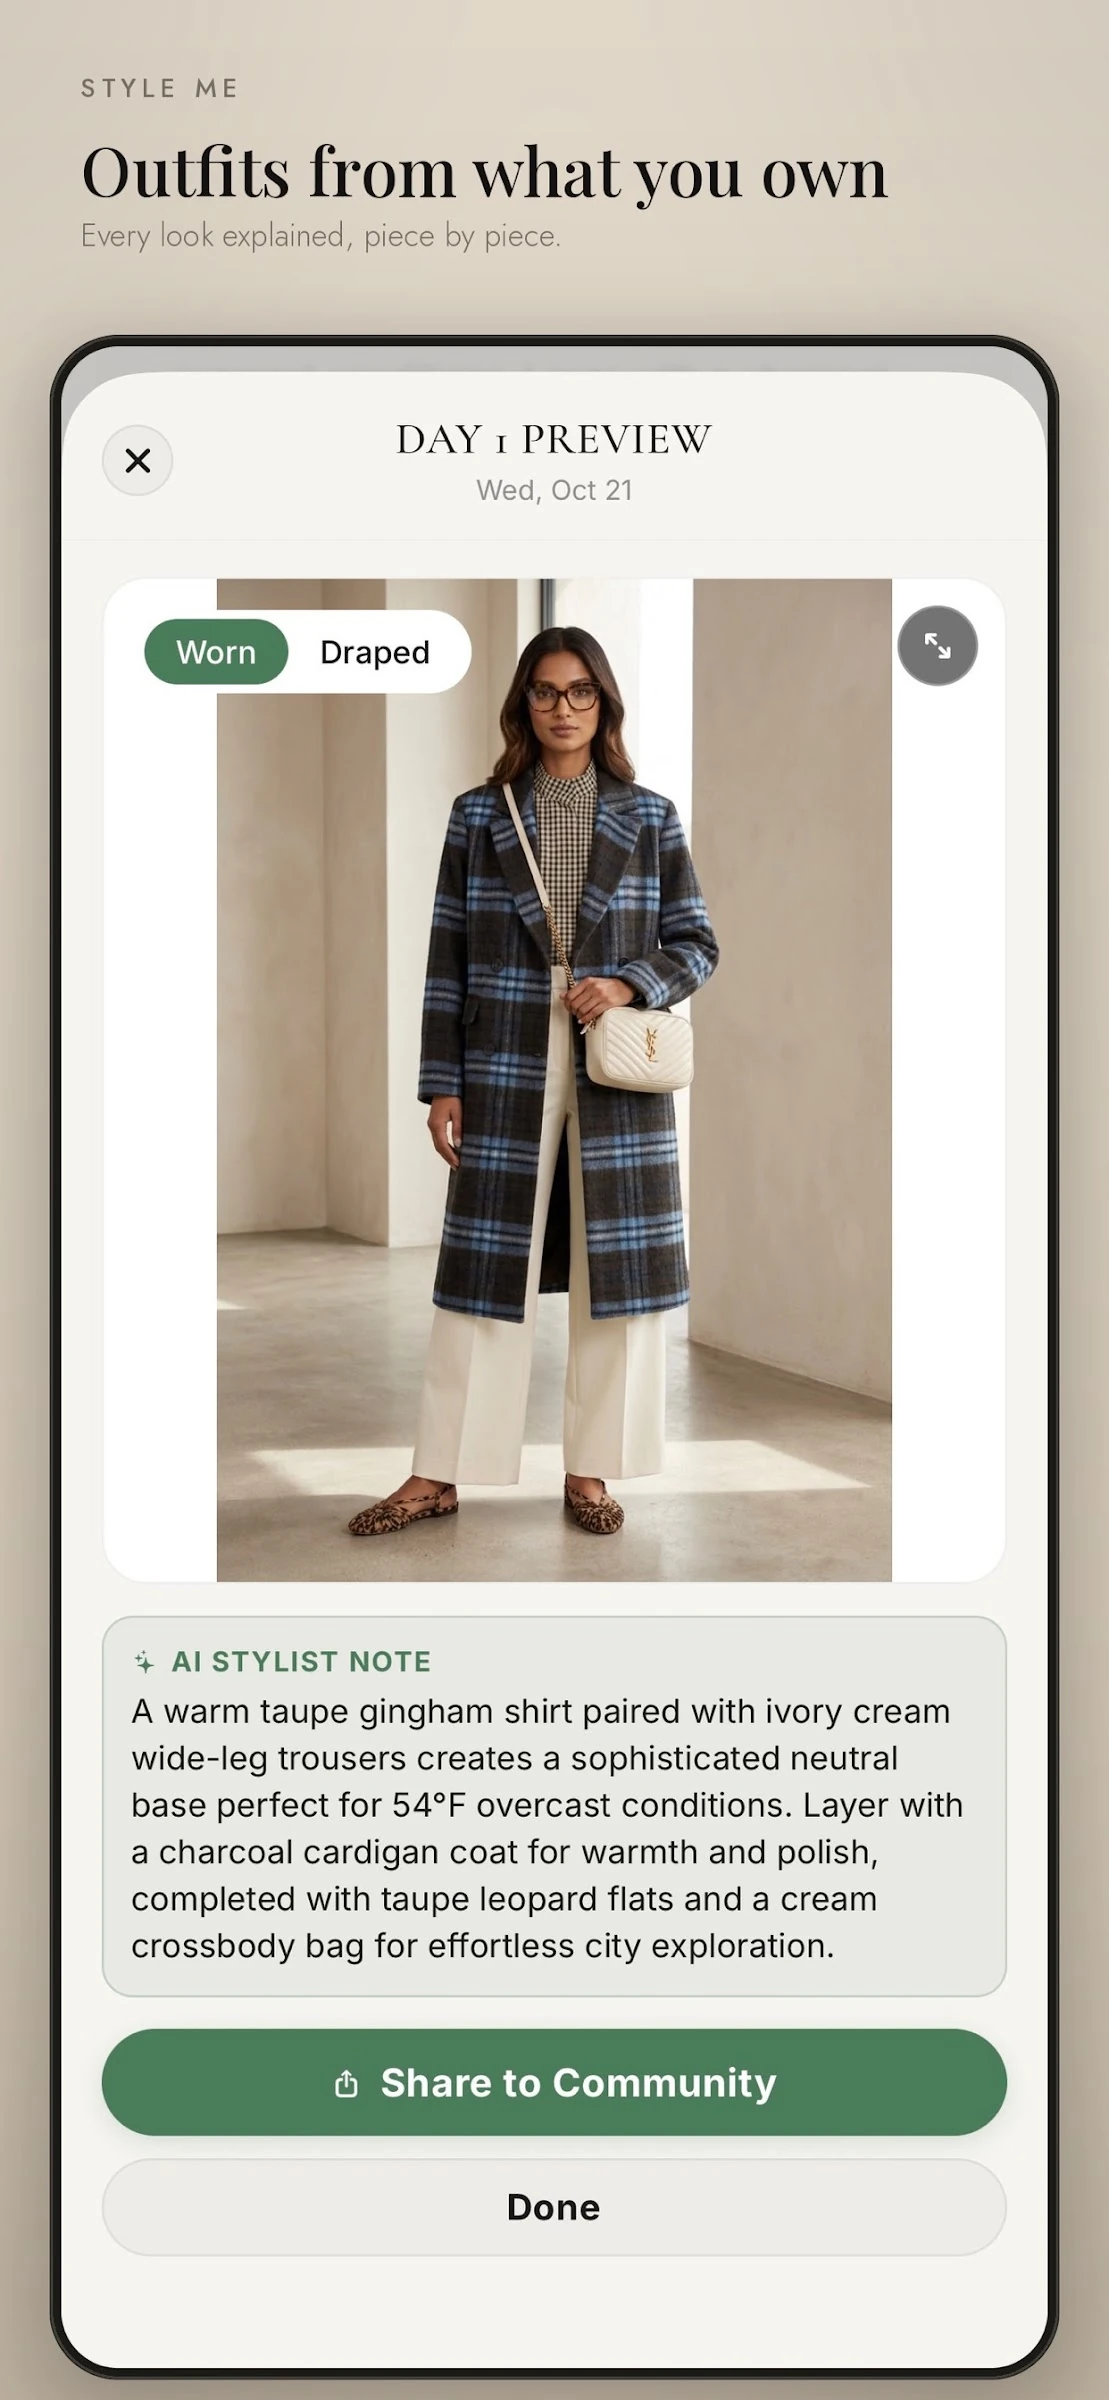 STYLE ME
Outfits from what you own
Every look explained, piece by piece.
DAY 1 PREVIEW
Wed, Oct 21
Worn
Draped
YSL
AI STYLIST NOTE
A warm taupe gingham shirt paired with ivory cream
wide-leg trousers creates a sophisticated neutral
base perfect for 54°F overcast conditions. Layer with
a charcoal cardigan coat for warmth and polish,
completed with taupe leopard flats and a cream
crossbody bag for effortless city exploration.
Share to Community
Done